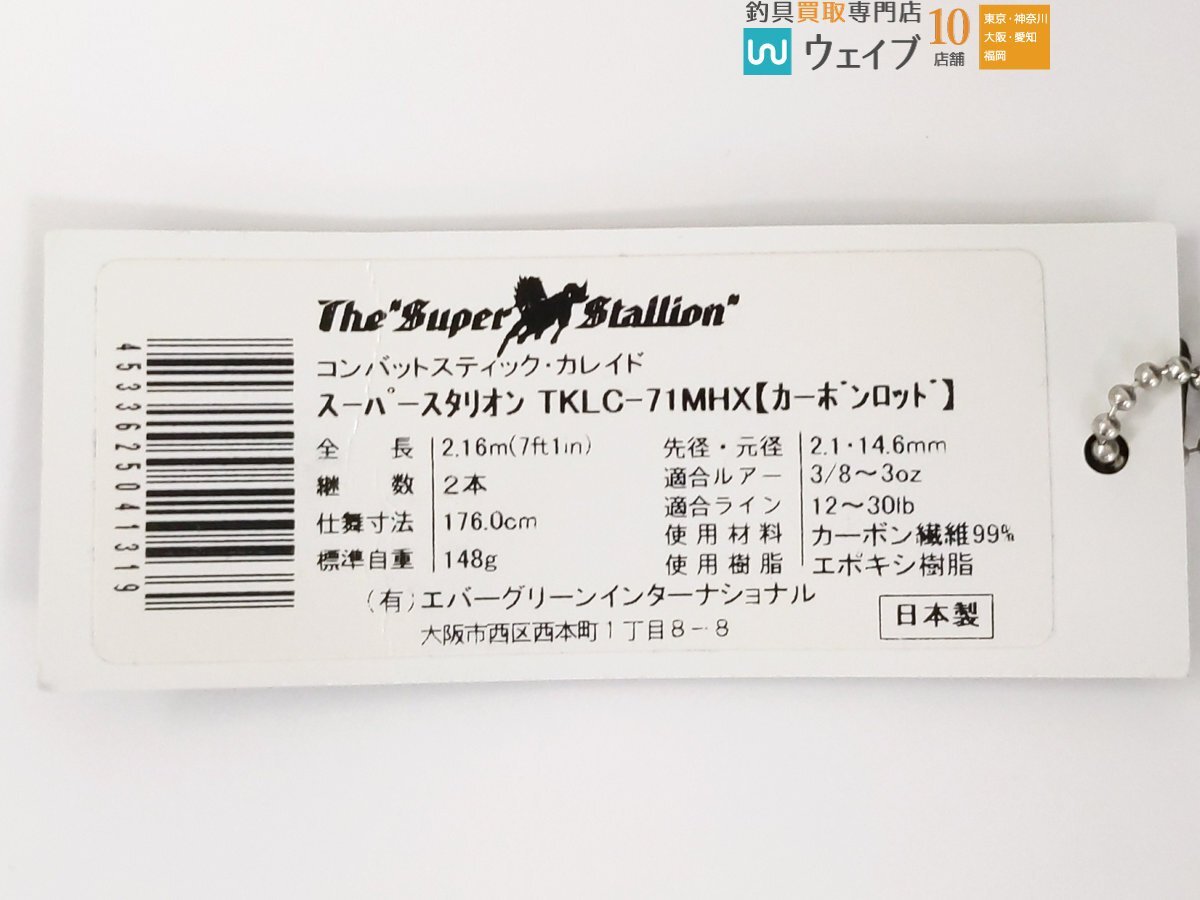 釣具買取専門店
ウェイブ
10
店舗
東京・神奈川
大阪・愛知
福岡
The "Super Stallion"
コンバットスティック・カレイド
スーパースタリオン TKLC-71MHX【カーボンロッド】
全長 2.16m(7ft1in) 先径・元径 2.1・14.6mm
継数 2本 適合ルアー 3/8～3oz
仕舞寸法 176.0cm 適合ライン 12～30lb
標準自重 148g 使用材料 カーボン繊維99%
使用樹脂 エポキシ樹脂
(有)エバーグリーンインターナショナル
大阪市西区西本町1丁目8-8
日本製
4533625041319